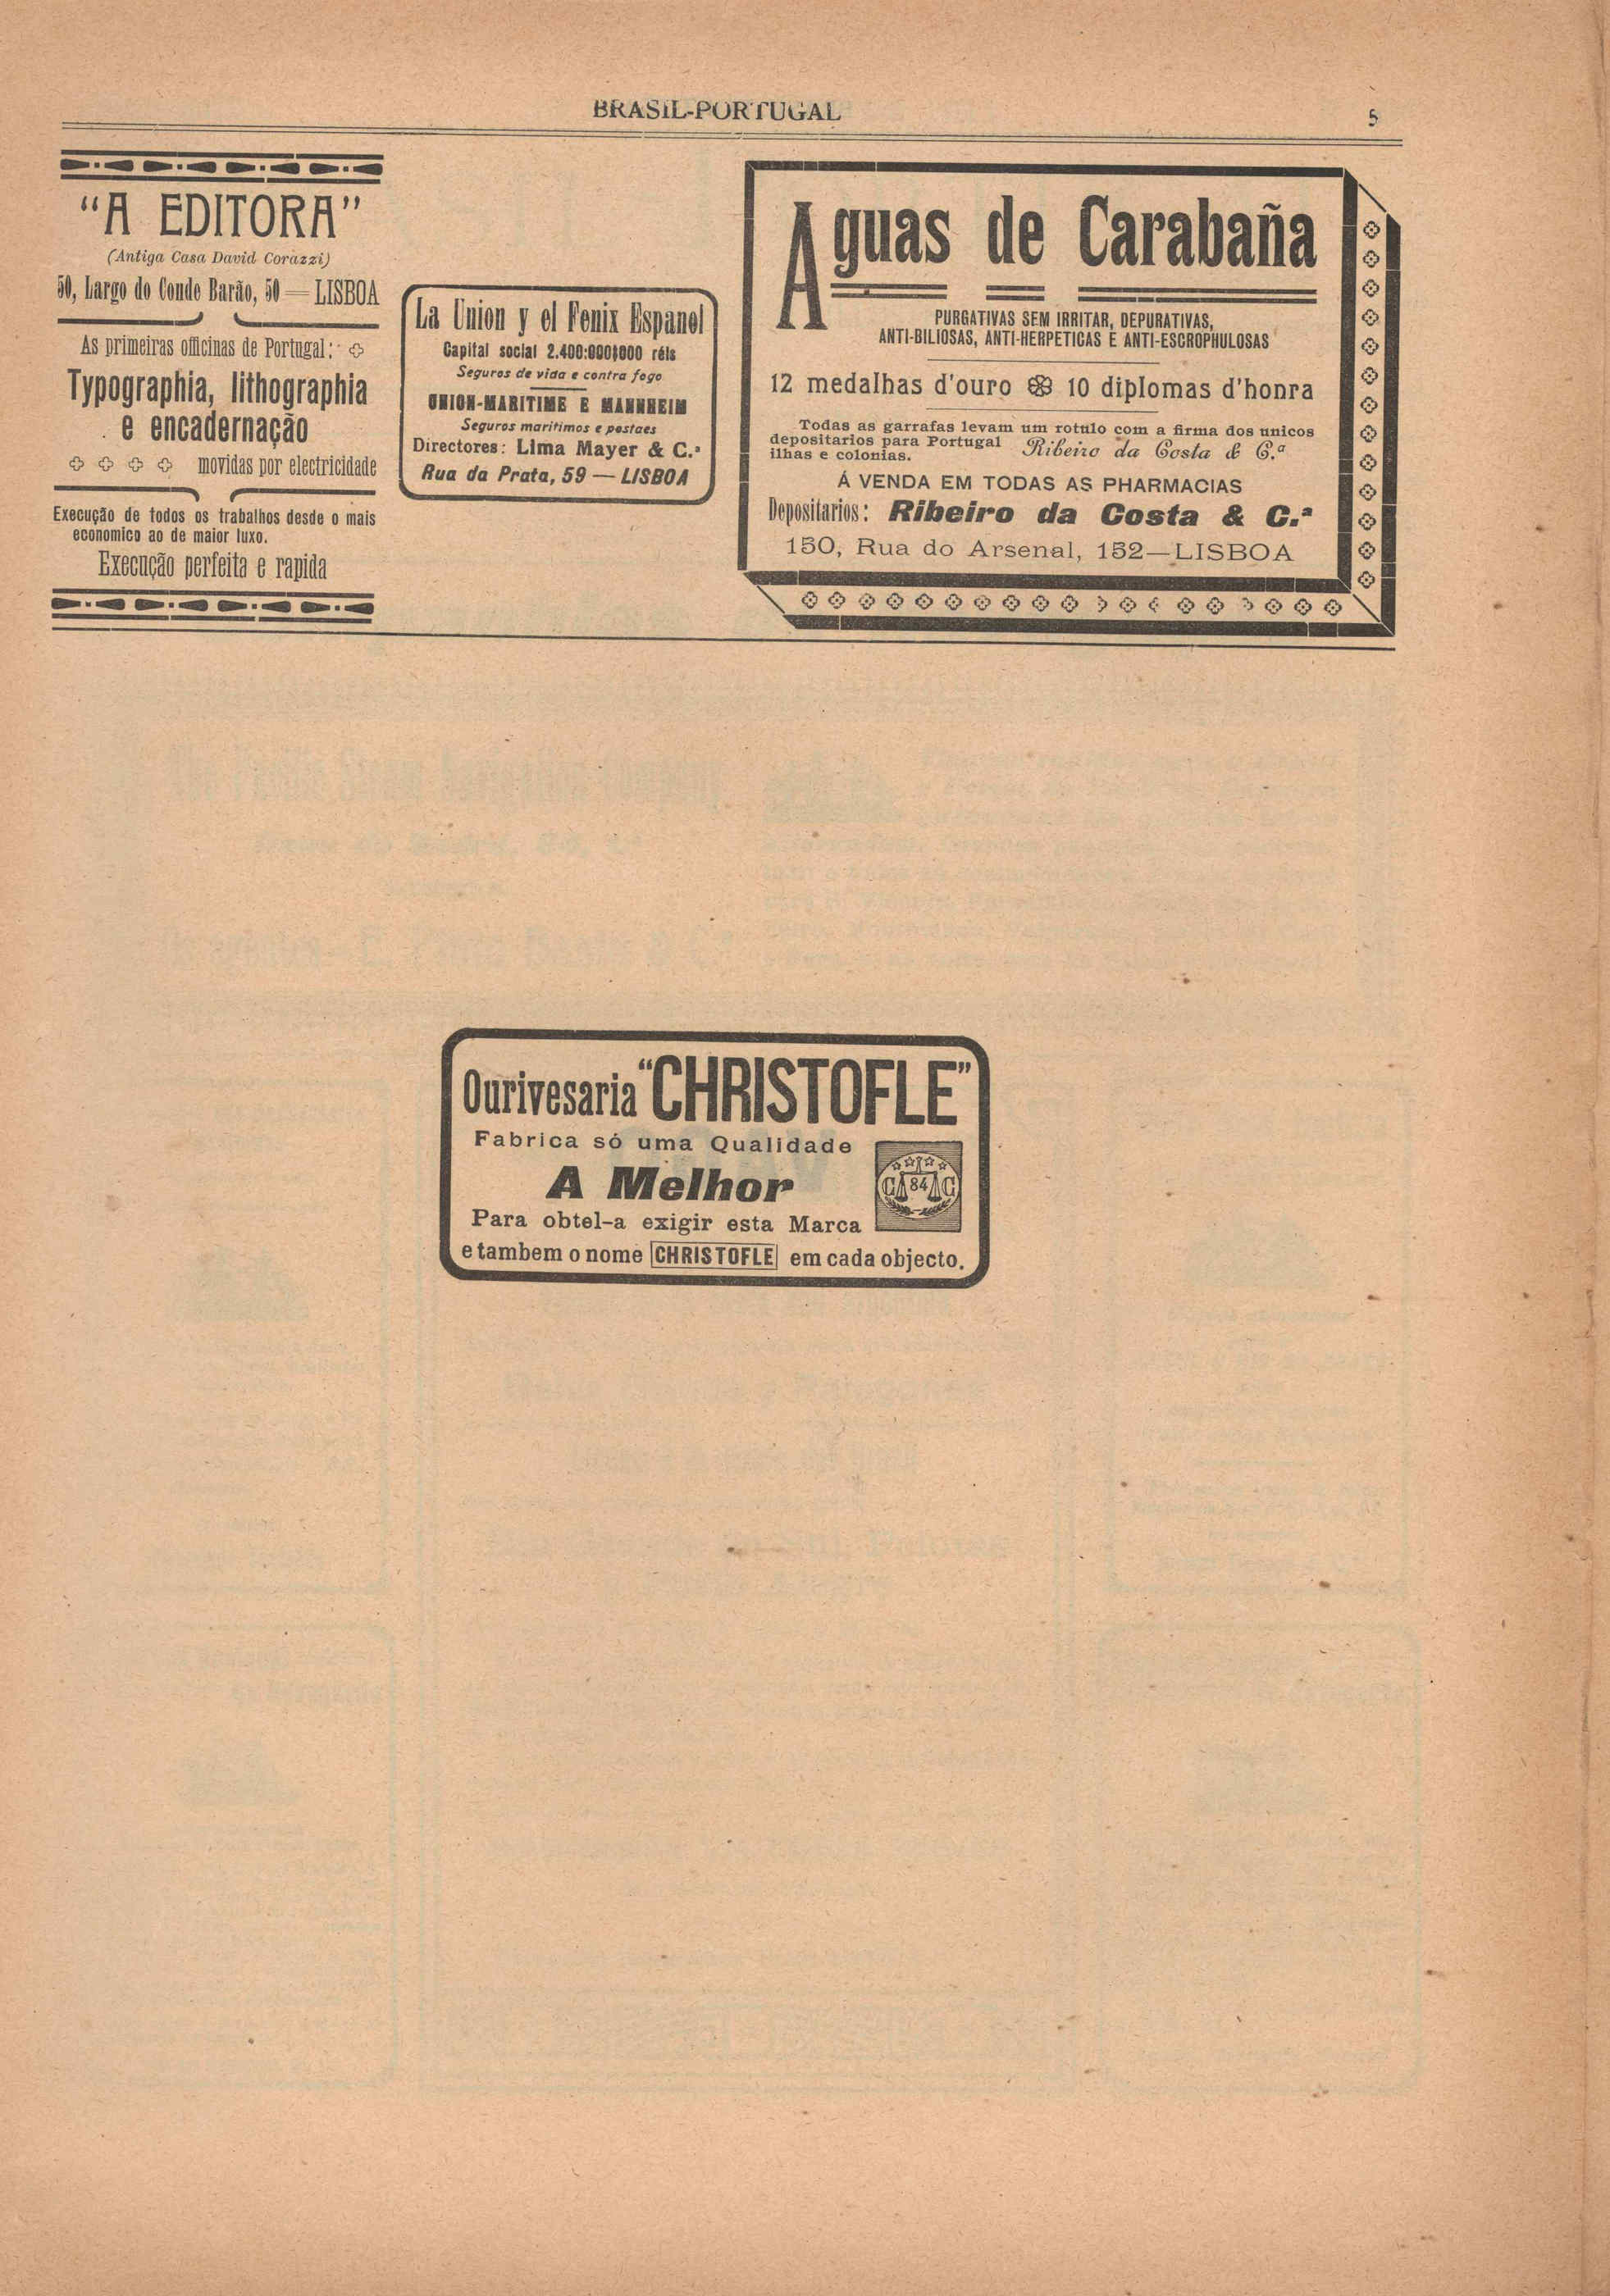 BRASIL-PORTUGAL
5
"A EDITORA"
(Antiga Casa David Corazzi)
50, Largo do Conde Barão, 50 — LISBOA
As primeiras officinas de Portugal:
Typographia, lithographia
e encadernação
movidas por electricidade
Execução de todos os trabalhos desde o mais
economico ao de maior luxo.
Execução perfeita e rapida
La Union y el Fenix Espanol
Capital social 2.400:000$000 réis
Seguros de vida e contra fogo
UNION-MARITIME E MANNHEIM
Seguros maritimos e postaes
Directores: Lima Mayer & C.ª
Rua da Prata, 59 — LISBOA
Aguas de Carabaña
PURGATIVAS SEM IRRITAR, DEPURATIVAS,
ANTI-BILIOSAS, ANTI-HERPETICAS E ANTI-ESCROPHULOSAS
12 medalhas d'ouro 10 diplomas d'honra
Todas as garrafas levam um rotulo com a firma dos unicos
depositarios para Portugal
ilhas e colonias.
Ribeiro da Costa & C.ª
Á VENDA EM TODAS AS PHARMACIAS
Depositarios: Ribeiro da Costa & C.ª
150, Rua do Arsenal, 152—LISBOA
Ourivesaria "CHRISTOFLE"
Fabrica só uma Qualidade
A Melhor
Para obtel-a exigir esta Marca
e tambem o nome CHRISTOFLE em cada objecto.
C 84 C